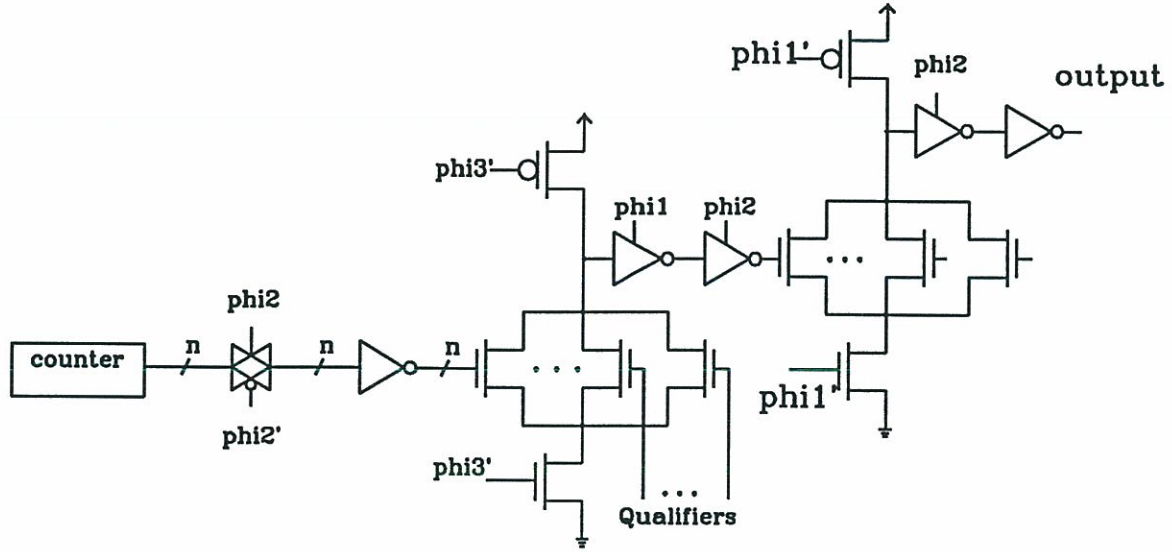 phi1'
phi2
output
phi3'
phi1
phi2
phi2
counter
n
n
n
phi2'
phi1'
phi3'
Qualifiers